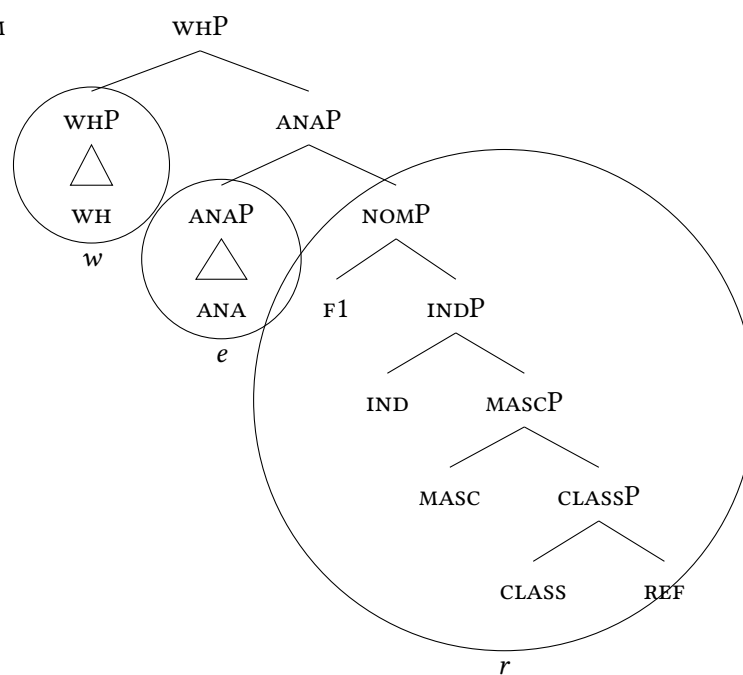 WHP
WHP ANAP
WH ANAP NOMP
w
ANA F1 INDP
e
IND MASCP
MASC CLASSP
CLASS REF
r